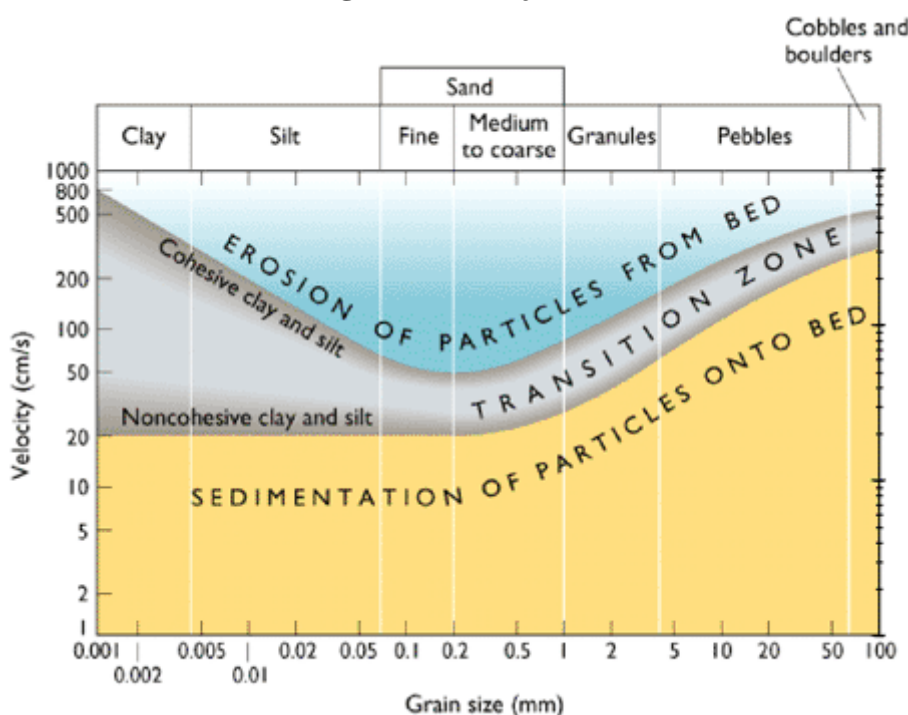 Cobbles and
boulders
Sand
Clay
Silt
Fine
Medium
to coarse
Granules
Pebbles
1000
800
500
200
100
50
20
10
5
2
1
Velocity (cm/s)
EROSION OF PARTICLES FROM BED
Cohesive clay and silt
TRANSITION ZONE
Noncohesive clay and silt
SEDIMENTATION OF PARTICLES ONTO BED
0.001 0.005 0.02 0.05 0.1 0.2 0.5 1 2 5 10 20 50 100
0.002 0.01
Grain size (mm)